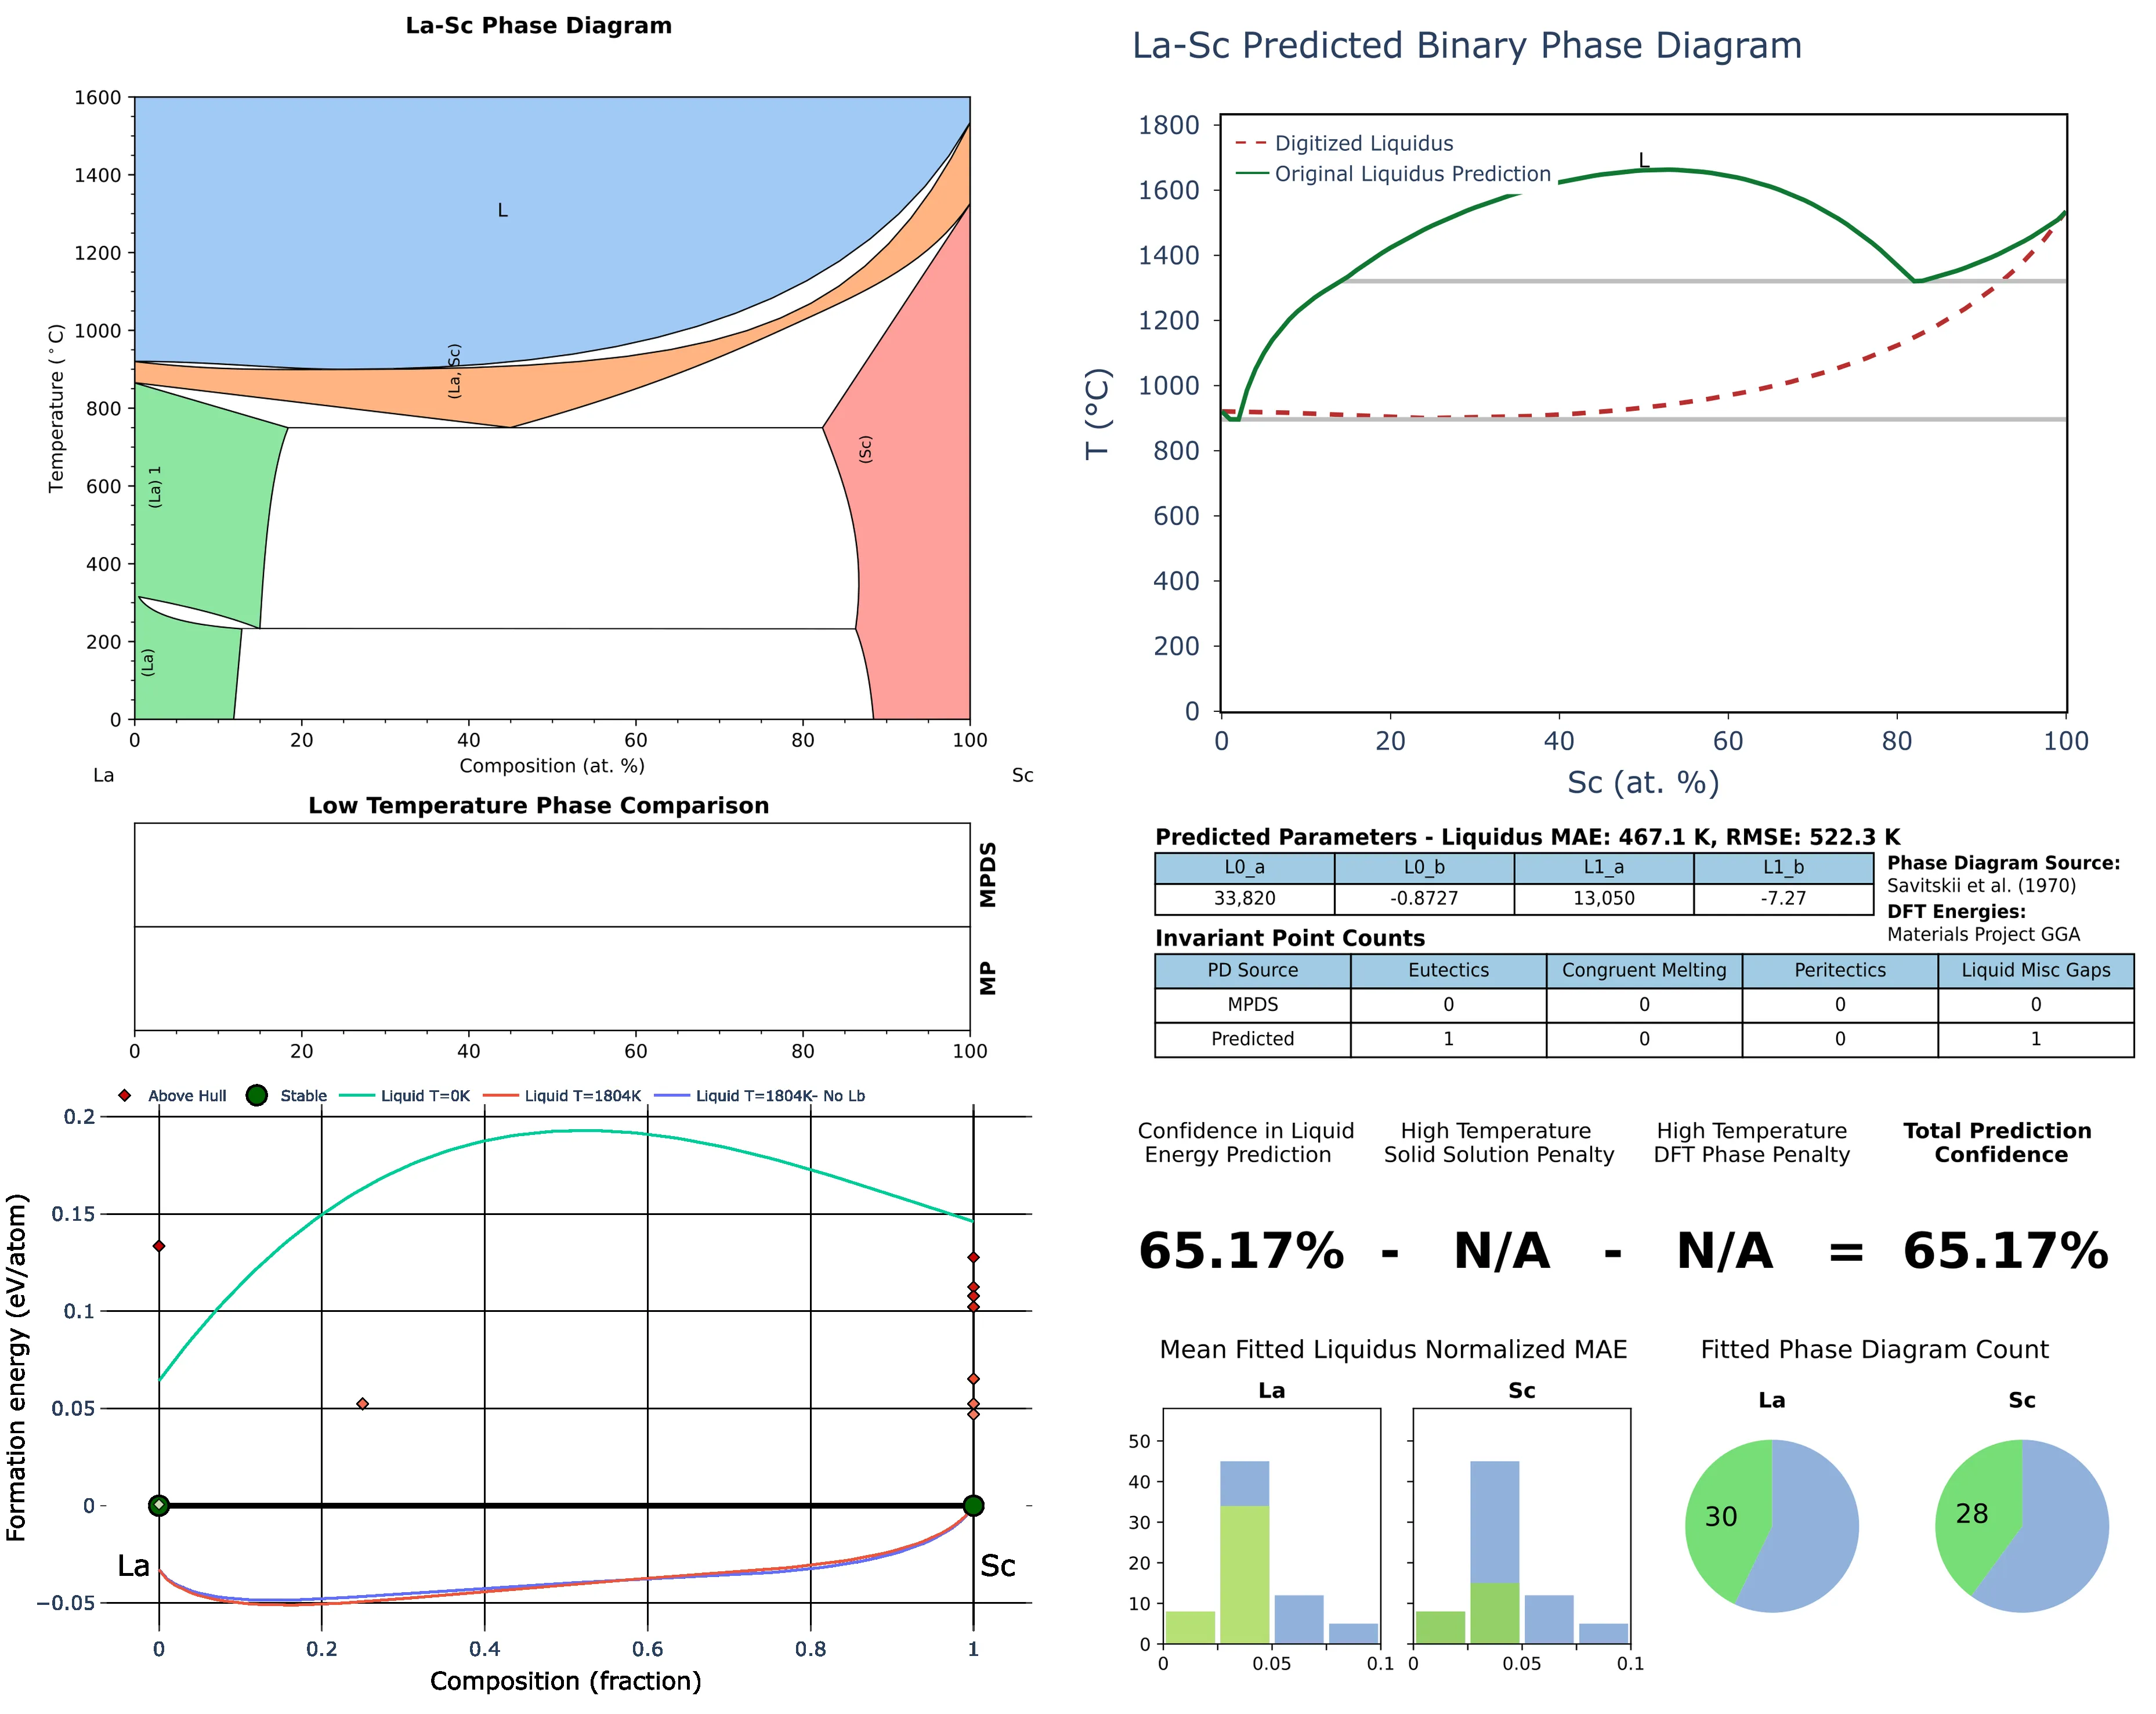 La-Sc Phase Diagram
1600
1400
1200
1000
800
600
400
200
0
Temperature (°C)
L
(La, Sc)
(La) 1
(La)
(Sc)
0 20 40 60 80 100
Composition (at. %)
La Sc
Low Temperature Phase Comparison
MPDS
MP
0 20 40 60 80 100
La-Sc Predicted Binary Phase Diagram
Digitized Liquidus
Original Liquidus Prediction
L
1800
1600
1400
1200
1000
800
600
400
200
0
T (°C)
0 20 40 60 80 100
Sc (at. %)
Predicted Parameters - Liquidus MAE: 467.1 K, RMSE: 522.3 K
L0_a L0_b L1_a L1_b
33,820 -0.8727 13,050 -7.27
Phase Diagram Source:
Savitskii et al. (1970)
DFT Energies:
Materials Project GGA
Invariant Point Counts
PD Source Eutectics Congruent Melting Peritectics Liquid Misc Gaps
MPDS 0 0 0 0
Predicted 1 0 0 1
Above Hull Stable Liquid T=0K Liquid T=1804K Liquid T=1804K- No Lb
0.2
0.15
0.1
0.05
0
−0.05
Formation energy (eV/atom)
La Sc
0 0.2 0.4 0.6 0.8 1
Composition (fraction)
Confidence in Liquid
Energy Prediction
High Temperature
Solid Solution Penalty
High Temperature
DFT Phase Penalty
Total Prediction
Confidence
65.17% - N/A - N/A = 65.17%
Mean Fitted Liquidus Normalized MAE
La Sc
50
40
30
20
10
0
0 0.05 0.1 0 0.05 0.1
Fitted Phase Diagram Count
La Sc
30 28